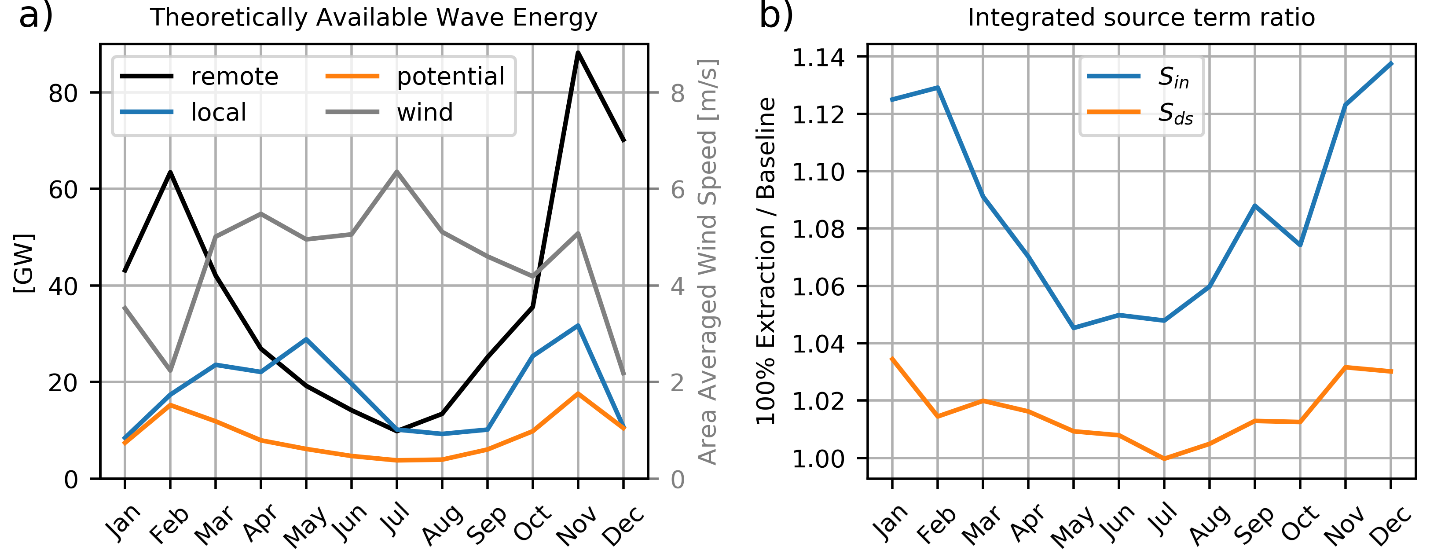 a)
Theoretically Available Wave Energy
remote
local
potential
wind
[GW]
80
60
40
20
0
8
6
4
2
0
Area Averaged Wind Speed [m/s]
Jan
Feb
Mar
Apr
May
Jun
Jul
Aug
Sep
Oct
Nov
Dec
b)
Integrated source term ratio
S_in
S_ds
100% Extraction / Baseline
1.14
1.12
1.10
1.08
1.06
1.04
1.02
1.00
Jan
Feb
Mar
Apr
May
Jun
Jul
Aug
Sep
Oct
Nov
Dec